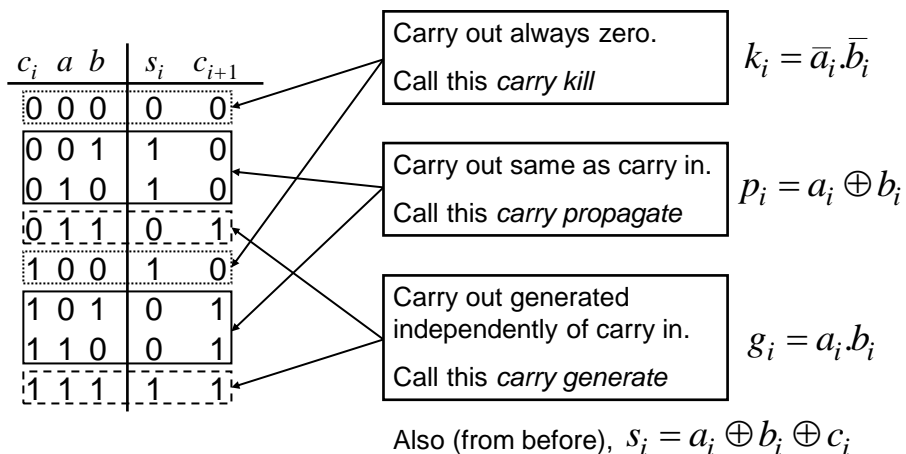 c_i a b s_i c_{i+1}
0 0 0 0 0
0 0 1 1 0
0 1 0 1 0
0 1 1 0 1
1 0 0 1 0
1 0 1 0 1
1 1 0 0 1
1 1 1 1 1
Carry out always zero.
Call this carry kill
k_i = a̅_i.b̅_i
Carry out same as carry in.
Call this carry propagate
p_i = a_i ⊕ b_i
Carry out generated
independently of carry in.
Call this carry generate
g_i = a_i.b_i
Also (from before), s_i = a_i ⊕ b_i ⊕ c_i